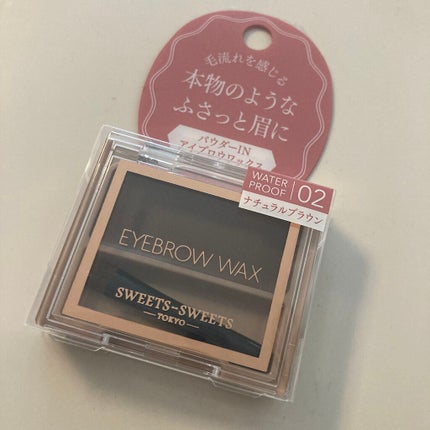 毛流れを感じる
本物のような
ふさっと眉に
パウダーIN
アイブロウワックス
WATER
PROOF
02
ナチュラルブラウン
EYEBROW WAX
SWEETS-SWEETS
TOKYO